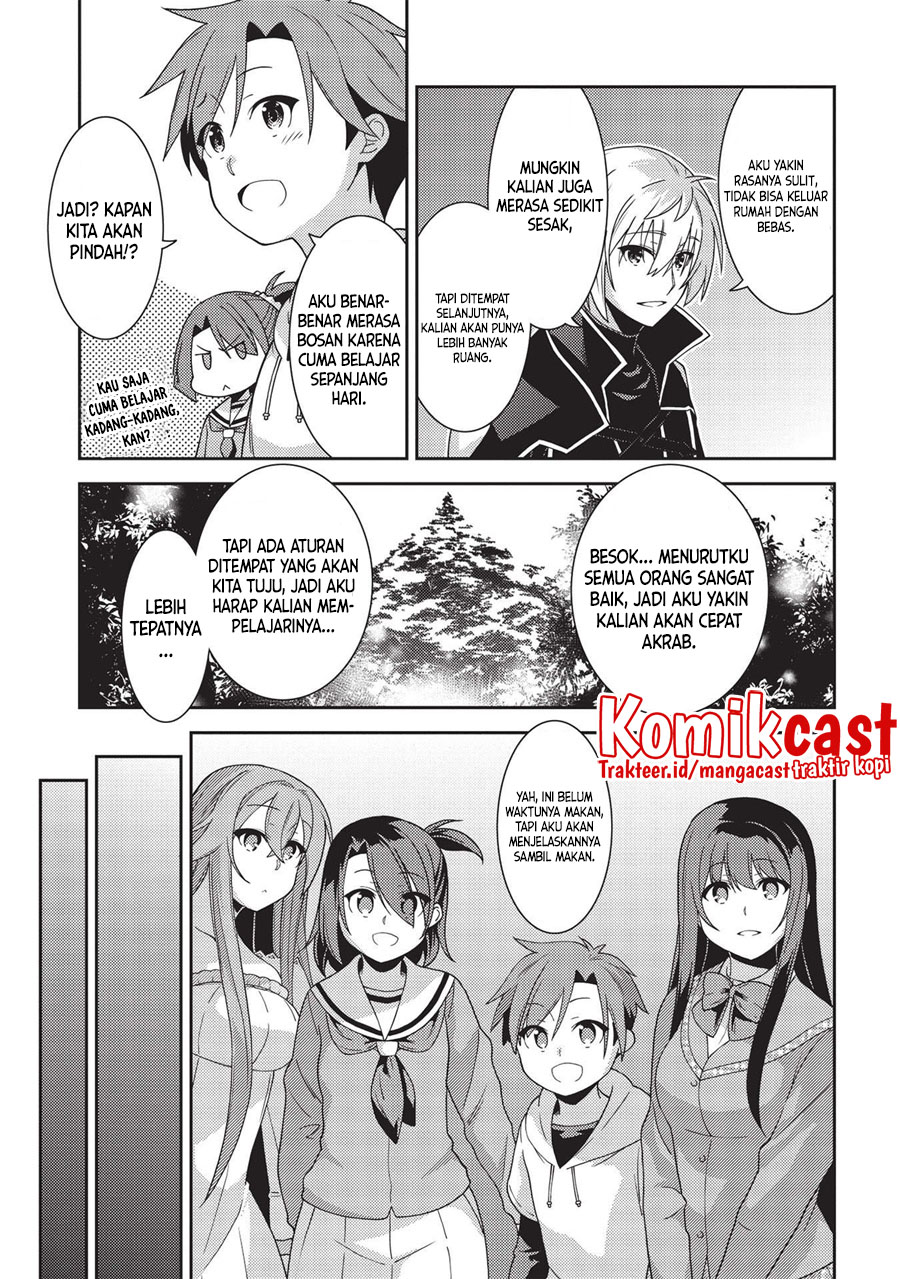 AKU YAKIN
RASANYA SULIT,
TIDAK BISA KELUAR
RUMAH DENGAN
BEBAS.
MUNGKIN
KALIAN JUGA
MERASA SEDIKIT
SESAK,
TAPI DITEMPAT
SELANJUTNYA,
KALIAN AKAN PUNYA
LEBIH BANYAK
RUANG.
JADI? KAPAN
KITA AKAN
PINDAH!?
AKU BENAR-
BENAR MERASA
BOSAN KARENA
CUMA BELAJAR
SEPANJANG
HARI.
KAU SAJA
CUMA BELAJAR
KADANG-KADANG,
KAN?
BESOK... MENURUTKU
SEMUA ORANG SANGAT
BAIK, JADI AKU YAKIN
KALIAN AKAN CEPAT
AKRAB.
TAPI ADA ATURAN
DITEMPAT YANG AKAN
KITA TUJU, JADI AKU
HARAP KALIAN MEM-
PELAJARINYA...
LEBIH
TEPATNYA
...
Komikcast
Trakteer.id/mangacast traktir kopi
YAH, INI BELUM
WAKTUNYA MAKAN,
TAPI AKU AKAN
MENJELASKANNYA
SAMBIL MAKAN.